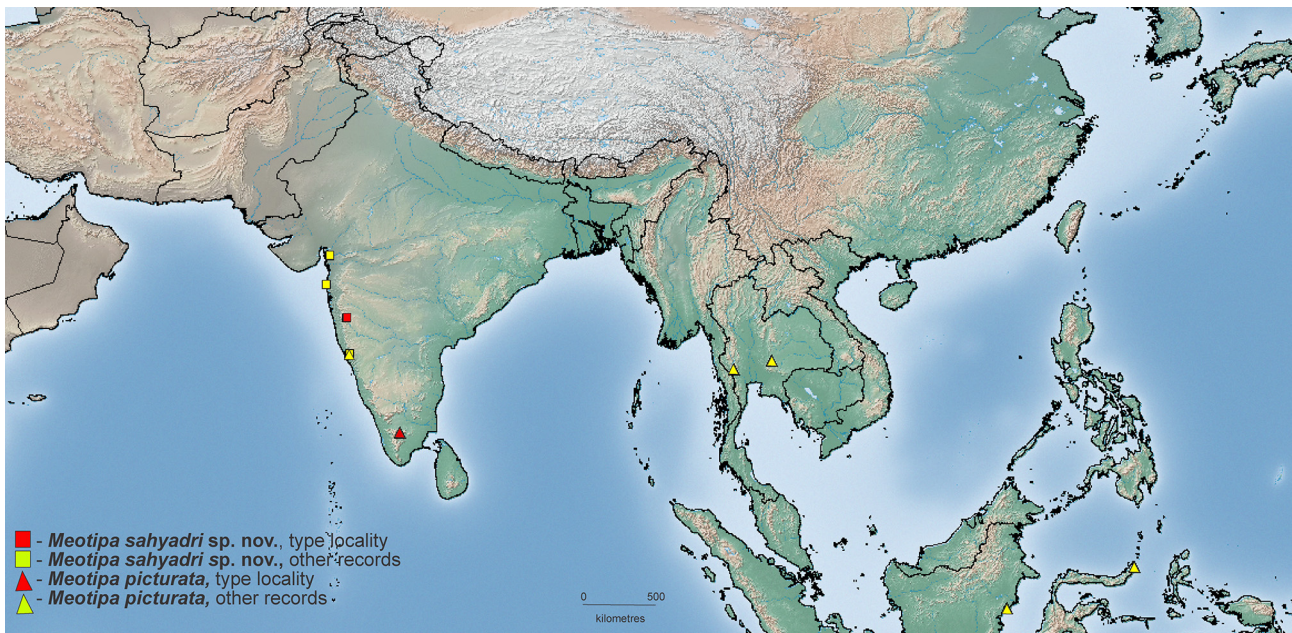 - Meotipa sahyadri sp. nov., type locality
- Meotipa sahyadri sp. nov., other records
- Meotipa picturata, type locality
- Meotipa picturata, other records
0 500
kilometres